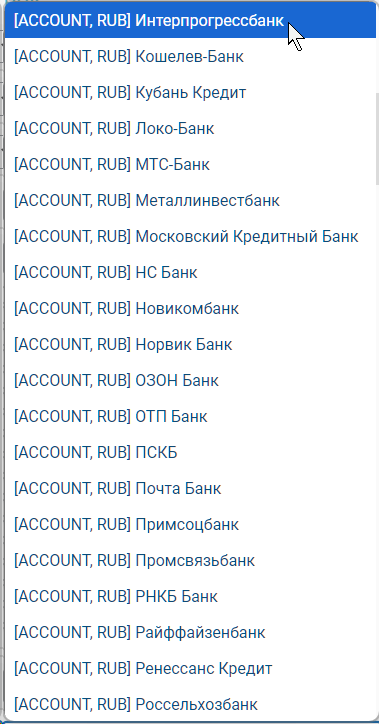 [ACCOUNT, RUB] Интерпрогрессбанк
[ACCOUNT, RUB] Кошелев-Банк
[ACCOUNT, RUB] Кубань Кредит
[ACCOUNT, RUB] Локо-Банк
[ACCOUNT, RUB] МТС-Банк
[ACCOUNT, RUB] Металлинвестбанк
[ACCOUNT, RUB] Московский Кредитный Банк
[ACCOUNT, RUB] НС Банк
[ACCOUNT, RUB] Новикомбанк
[ACCOUNT, RUB] Норвик Банк
[ACCOUNT, RUB] ОЗОН Банк
[ACCOUNT, RUB] ОТП Банк
[ACCOUNT, RUB] ПСКБ
[ACCOUNT, RUB] Почта Банк
[ACCOUNT, RUB] Примсоцбанк
[ACCOUNT, RUB] Промсвязьбанк
[ACCOUNT, RUB] РНКБ Банк
[ACCOUNT, RUB] Райффайзенбанк
[ACCOUNT, RUB] Ренессанс Кредит
[ACCOUNT, RUB] Россельхозбанк